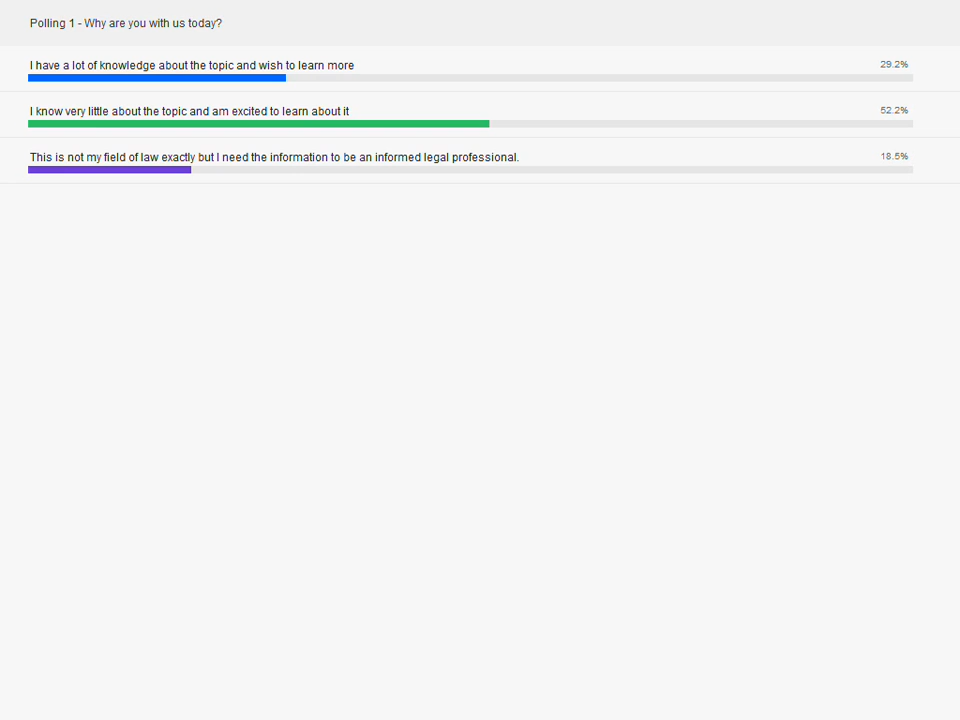 Polling 1 - Why are you with us today?
I have a lot of knowledge about the topic and wish to learn more
29.2%
I know very little about the topic and am excited to learn about it
52.2%
This is not my field of law exactly but I need the information to be an informed legal professional.
18.5%